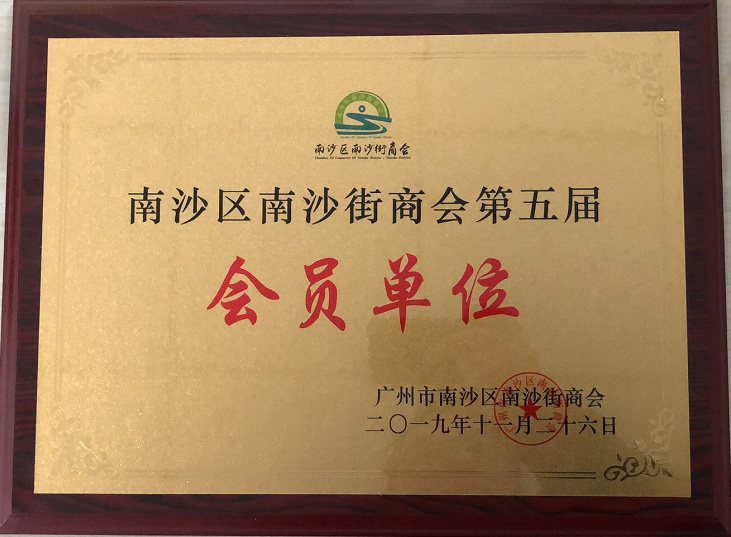 南沙区南沙街商会
南沙区南沙街商会第五届
会员单位
广州市南沙区南沙街商会
二〇一九年十一月二十六日